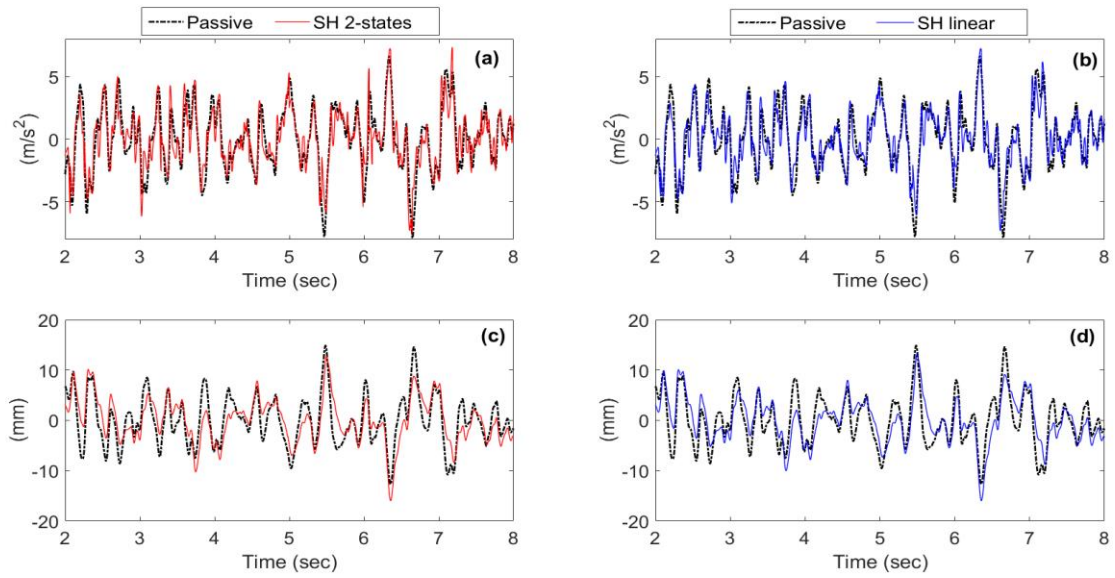 Passive SH 2-states
(a)
5
0
-5
(m/s²)
2 3 4 5 6 7 8
Time (sec)
Passive SH linear
(b)
5
0
-5
(m/s²)
2 3 4 5 6 7 8
Time (sec)
(c)
20
10
0
-10
-20
(mm)
2 3 4 5 6 7 8
Time (sec)
(d)
20
10
0
-10
-20
(mm)
2 3 4 5 6 7 8
Time (sec)